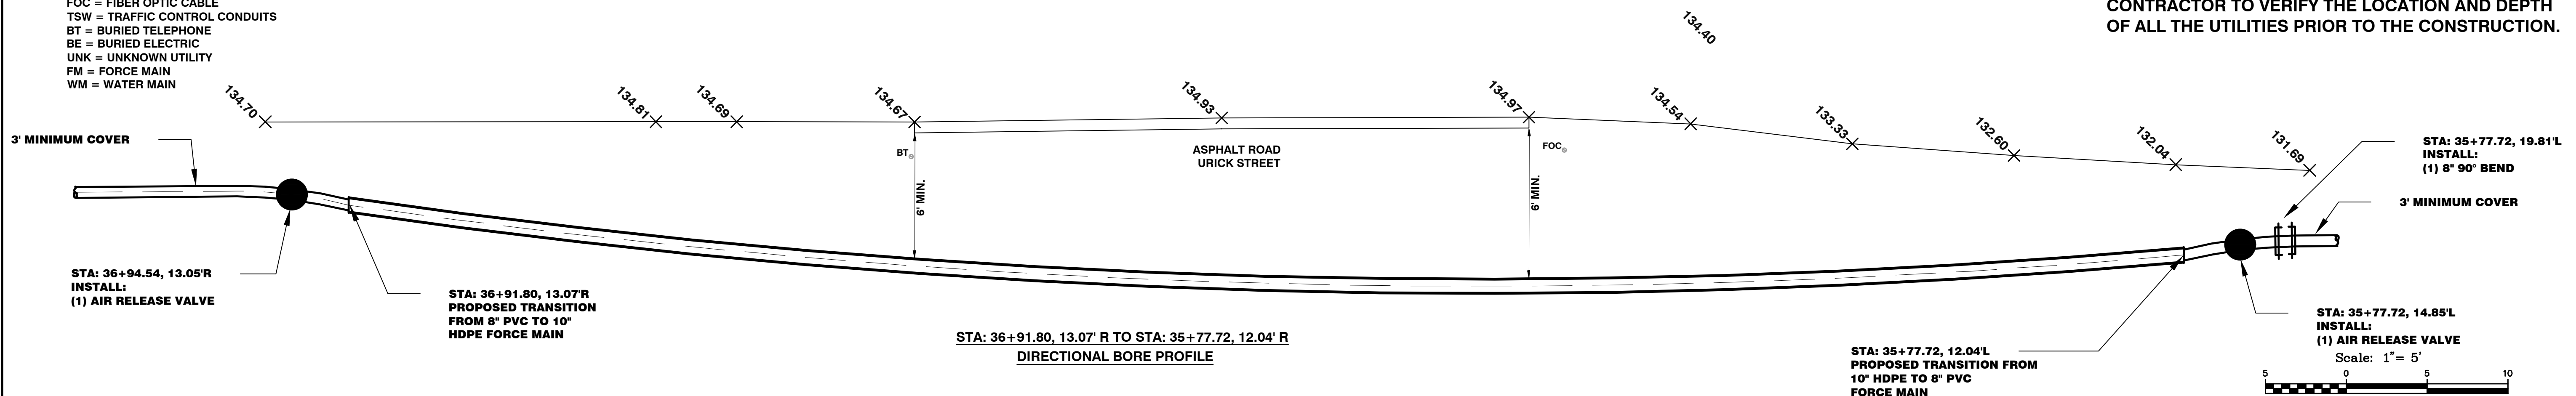 FOC = FIBER OPTIC CABLE
TSW = TRAFFIC CONTROL CONDUITS
BT = BURIED TELEPHONE
BE = BURIED ELECTRIC
UNK = UNKNOWN UTILITY
FM = FORCE MAIN
WM = WATER MAIN
CONTRACTOR TO VERIFY THE LOCATION AND DEPTH
OF ALL THE UTILITIES PRIOR TO THE CONSTRUCTION.
134.40
134.70
134.81
134.69
134.67
134.93
134.97
134.54
133.33
132.60
132.04
131.69
3' MINIMUM COVER
BT
ASPHALT ROAD
URICK STREET
FOC
6' MIN.
6' MIN.
STA: 35+77.72, 19.81'L
INSTALL:
(1) 8" 90° BEND
3' MINIMUM COVER
STA: 36+94.54, 13.05'R
INSTALL:
(1) AIR RELEASE VALVE
STA: 36+91.80, 13.07'R
PROPOSED TRANSITION
FROM 8" PVC TO 10"
HDPE FORCE MAIN
STA: 36+91.80, 13.07' R TO STA: 35+77.72, 12.04' R
DIRECTIONAL BORE PROFILE
STA: 35+77.72, 12.04'L
PROPOSED TRANSITION FROM
10" HDPE TO 8" PVC
FORCE MAIN
STA: 35+77.72, 14.85'L
INSTALL:
(1) AIR RELEASE VALVE
Scale: 1"= 5'
5 0 5 10